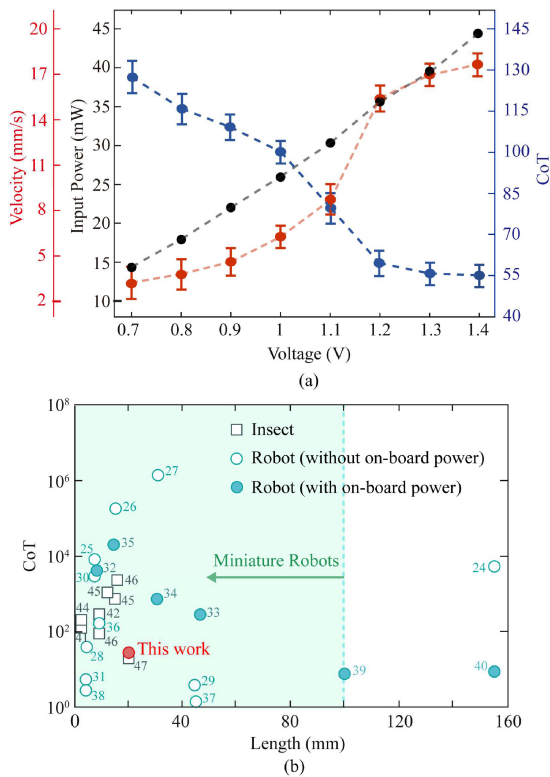 20 45 145
17 40 130
14 35 115
11 30 100
8 25 85
20 70
5 15 55
2 10 40
Velocity (mm/s)
Input Power (mW)
CoT
0.7 0.8 0.9 1 1.1 1.2 1.3 1.4
Voltage (V)
(a)
10^8
10^6
10^4
10^2
10^0
CoT
Insect
Robot (without on-board power)
Robot (with on-board power)
27
26
35
25
32
30
24
46
45
45
34
Miniature Robots
33
44
42
36
46
28
This work
47
31
38
29
37
39
40
0 40 80 120 160
Length (mm)
(b)